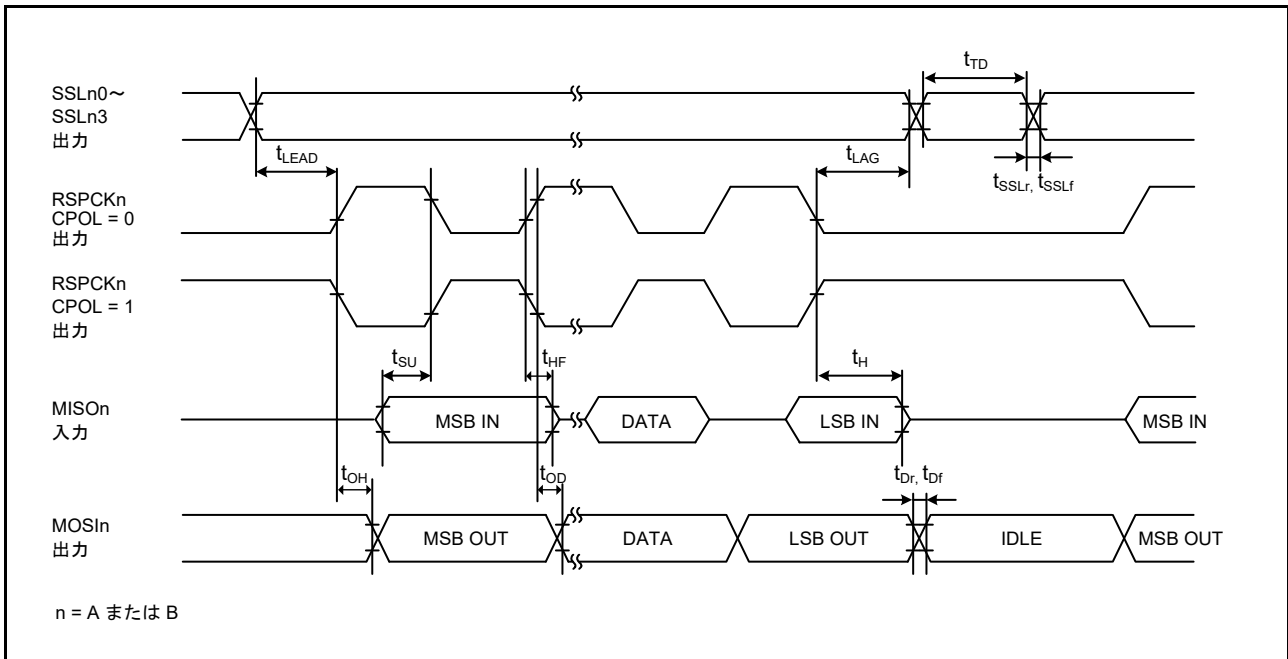 SSLn0～
SSLn3
出力
tTD
tLEAD
tLAG
tSSLr, tSSLf
RSPCKn
CPOL = 0
出力
RSPCKn
CPOL = 1
出力
tSU
tHF
tH
MISOn
入力
MSB IN
DATA
LSB IN
MSB IN
tOH
tOD
tDr, tDf
MOSIn
出力
MSB OUT
DATA
LSB OUT
IDLE
MSB OUT
n = A または B